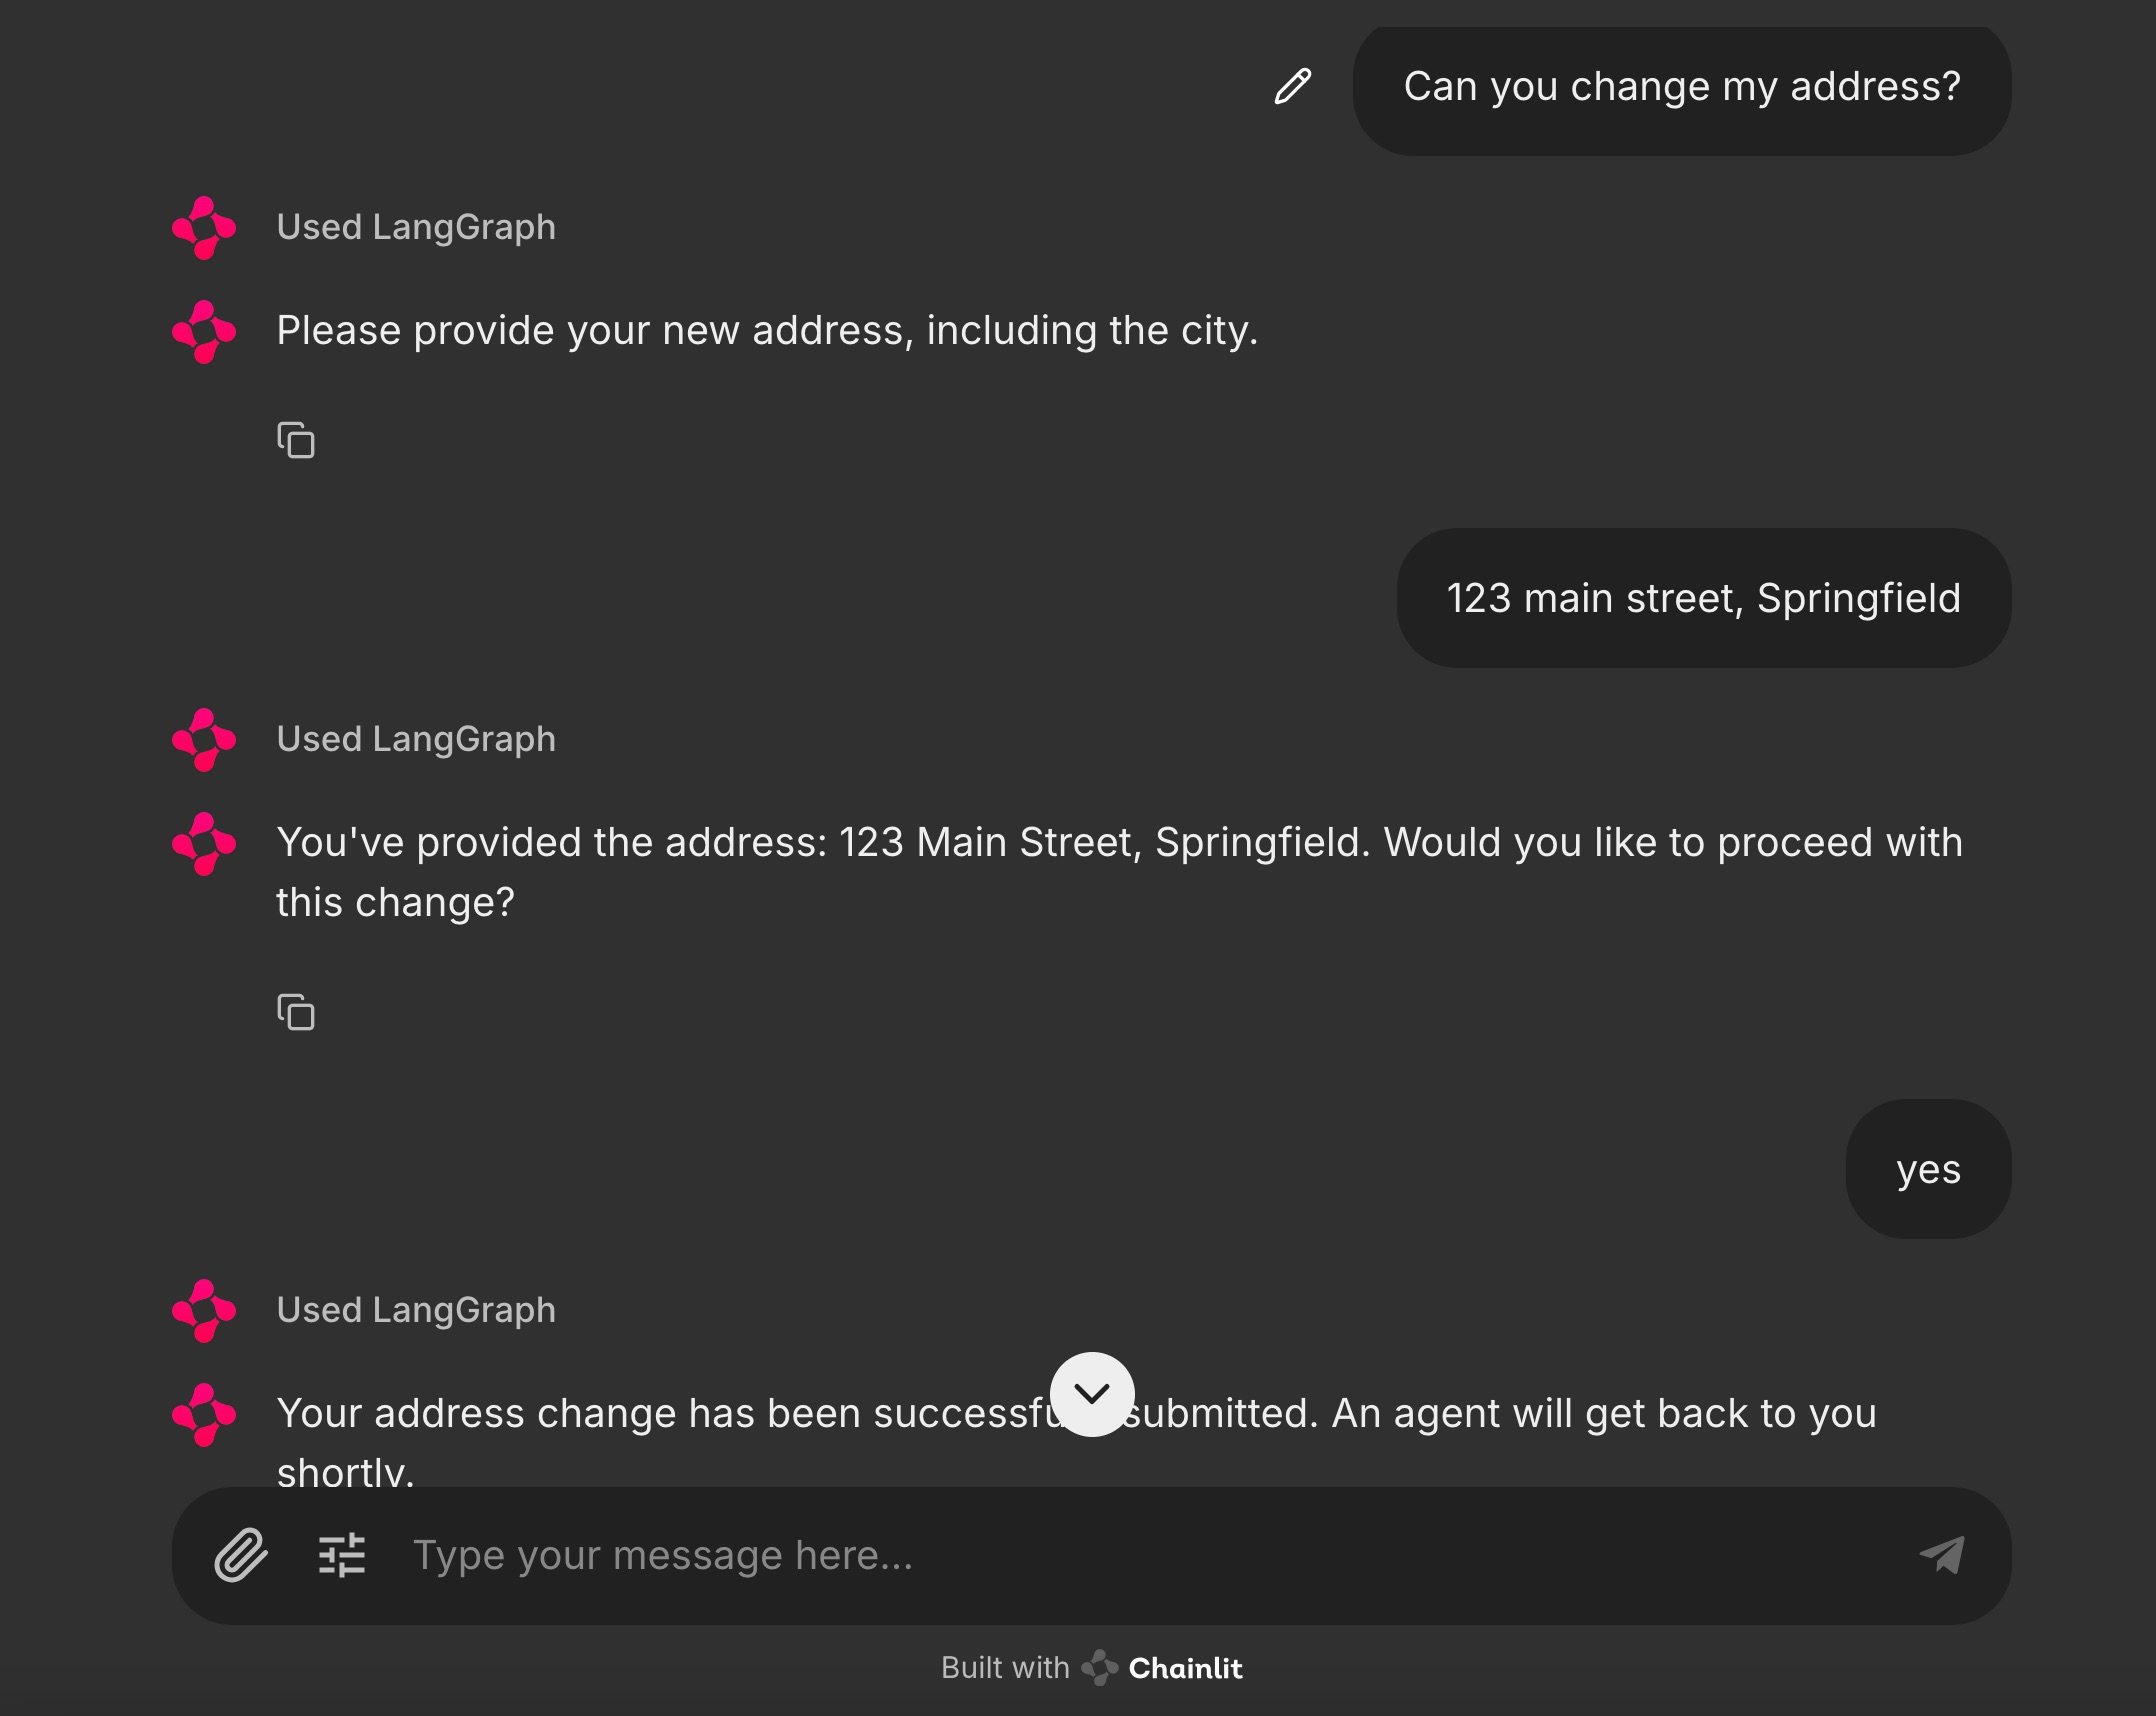 Can you change my address?
Used LangGraph
Please provide your new address, including the city.
123 main street, Springfield
Used LangGraph
You've provided the address: 123 Main Street, Springfield. Would you like to proceed with
this change?
yes
Used LangGraph
Your address change has been submitted. An agent will get back to you
shortly.
Type your message here...
Built with Chainlit